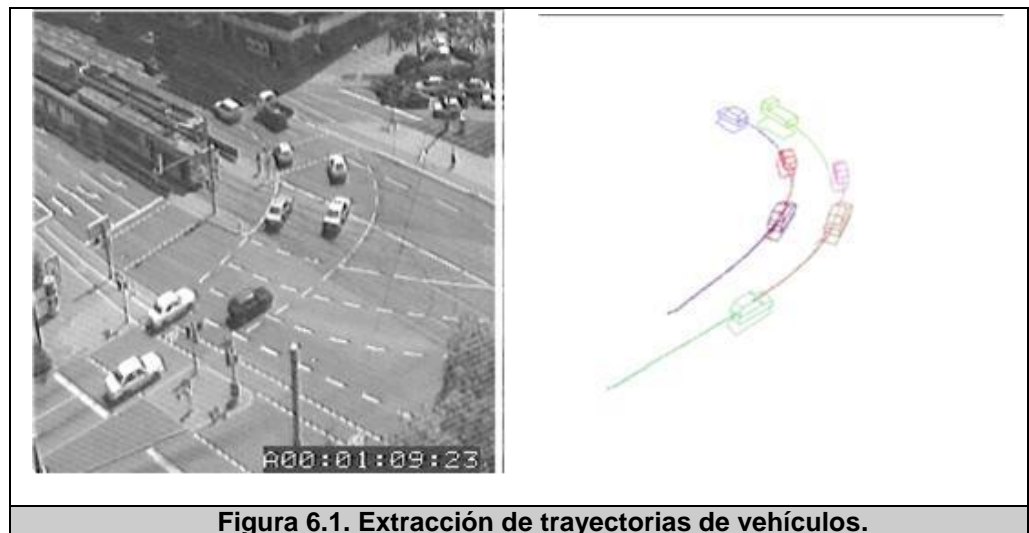 A00:01:09:23
Figura 6.1. Extracción de trayectorias de vehículos.